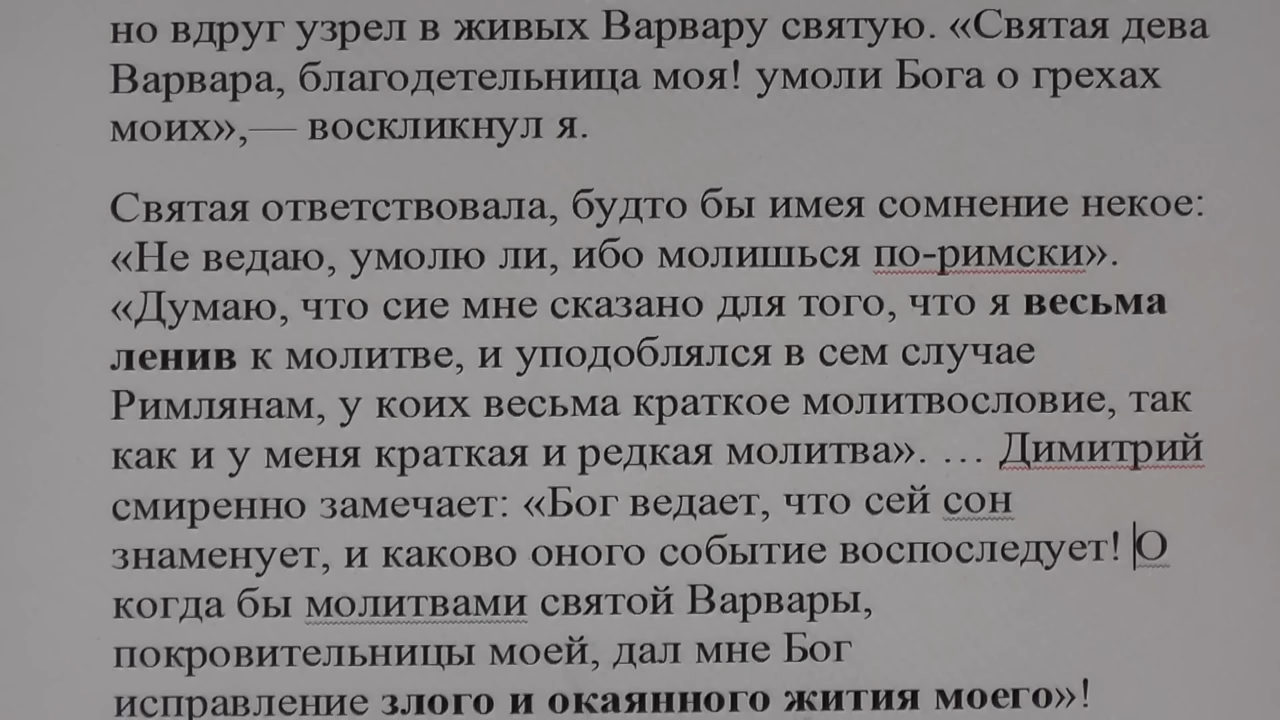 но вдруг узрел в живых Варвару святую. «Святая дева
Варвара, благодетельница моя! умоли Бога о грехах
моих»,— воскликнул я.
Святая ответствовала, будто бы имея сомнение некое:
«Не ведаю, умолю ли, ибо молишься по-римски».
«Думаю, что сие мне сказано для того, что я весьма
ленив к молитве, и уподоблялся в сем случае
Римлянам, у коих весьма краткое молитвословие, так
как и у меня краткая и редкая молитва». … Димитрий
смиренно замечает: «Бог ведает, что сей сон
знаменует, и каково оного событие воспоследует! О
когда бы молитвами святой Варвары,
покровительницы моей, дал мне Бог
исправление злого и окаянного жития моего»!